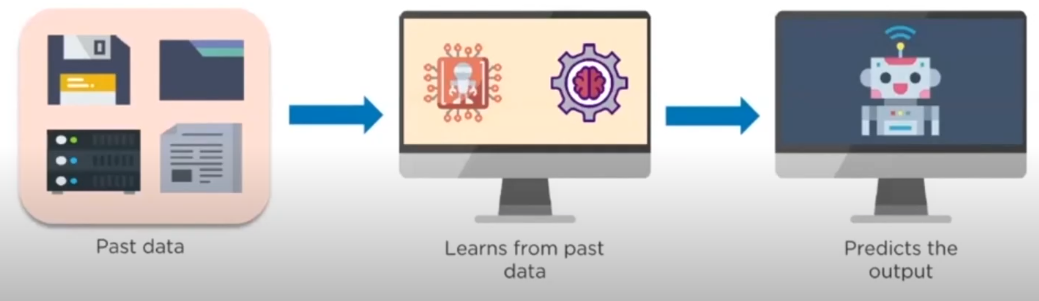 Past data
Learns from past
data
Predicts the
output